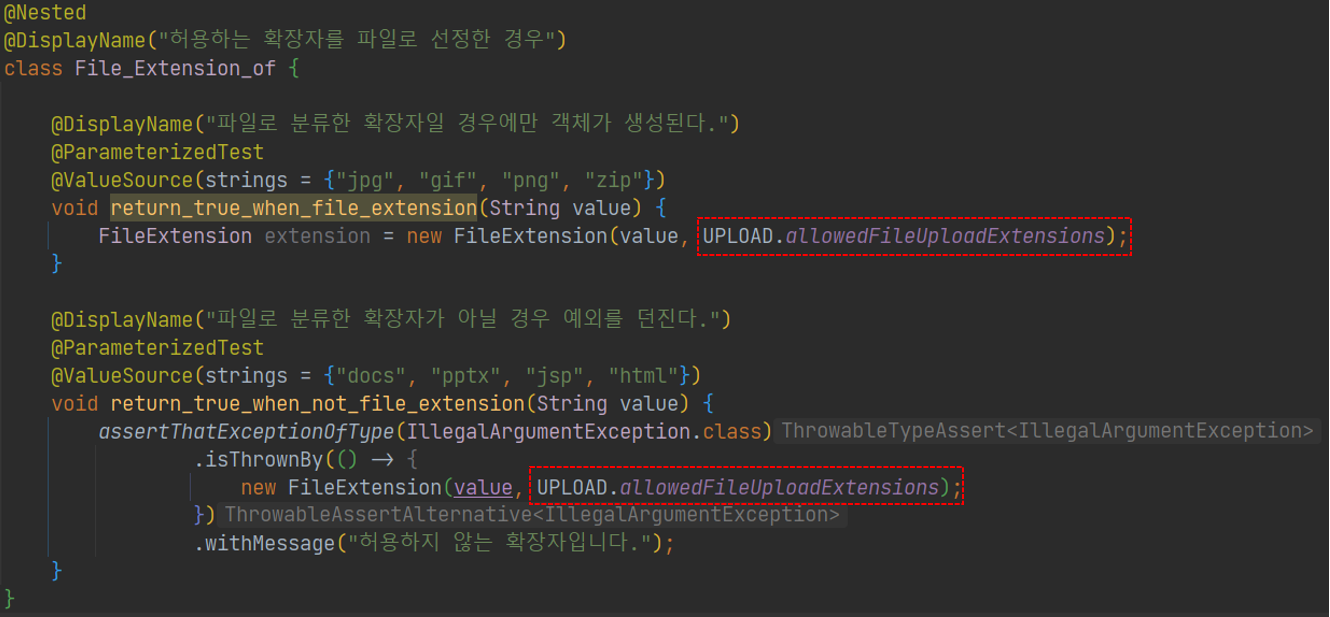 @Nested
@DisplayName("허용하는 확장자를 파일로 선정한 경우")
class File_Extension_of {
@DisplayName("파일로 분류한 확장자일 경우에만 객체가 생성된다.")
@ParameterizedTest
@ValueSource(strings = {"jpg", "gif", "png", "zip"})
void return_true_when_file_extension(String value) {
FileExtension extension = new FileExtension(value, UPLOAD.allowedFileUploadExtensions);
}
@DisplayName("파일로 분류한 확장자가 아닐 경우 예외를 던진다.")
@ParameterizedTest
@ValueSource(strings = {"docs", "pptx", "jsp", "html"})
void return_true_when_not_file_extension(String value) {
assertThatExceptionOfType(IllegalArgumentException.class) ThrowableTypeAssert<IllegalArgumentException>
.isThrownBy(() -> {
new FileExtension(value, UPLOAD.allowedFileUploadExtensions);
}) ThrowableAssertAlternative<IllegalArgumentException>
.withMessage("허용하지 않는 확장자입니다.");
}
}